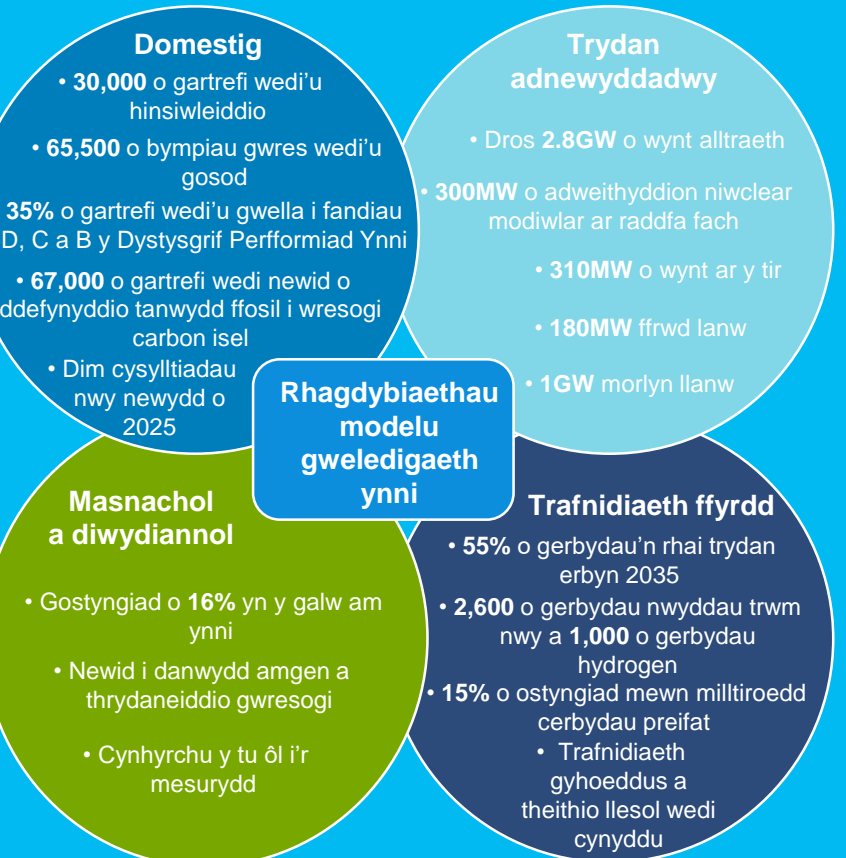 Domestig
• 30,000 o gartrefi wedi'u
hinsiwleiddio
• 65,500 o bympiau gwres wedi'u
gosod
35% o gartrefi wedi'u gwella i fandiau
D, C a B y Dystysgrif Perfformiad Ynni
• 67,000 o gartrefi wedi newid o
ddefynyddio tanwydd ffosil i wresogi
carbon isel
• Dim cysylltiadau
nwy newydd o
2025
Trydan
adnewyddadwy
• Dros 2.8GW o wynt alltraeth
• 300MW o adweithyddion niwclear
modiwlar ar raddfa fach
• 310MW o wynt ar y tir
• 180MW ffrwd lanw
• 1GW morlyn llanw
Rhagdybiaethau
modelu
gweledigaeth
ynni
Masnachol
a diwydiannol
• Gostyngiad o 16% yn y galw am
ynni
• Newid i danwydd amgen a
thrydaneiddio gwresogi
• Cynhyrchu y tu ôl i'r
mesurydd
Trafnidiaeth ffyrdd
• 55% o gerbydau'n rhai trydan
erbyn 2035
• 2,600 o gerbydau nwyddau trwm
nwy a 1,000 o gerbydau
hydrogen
• 15% o ostyngiad mewn milltiroedd
cerbydau preifat
• Trafnidiaeth
gyhoeddus a
theithio llesol wedi
cynyddu